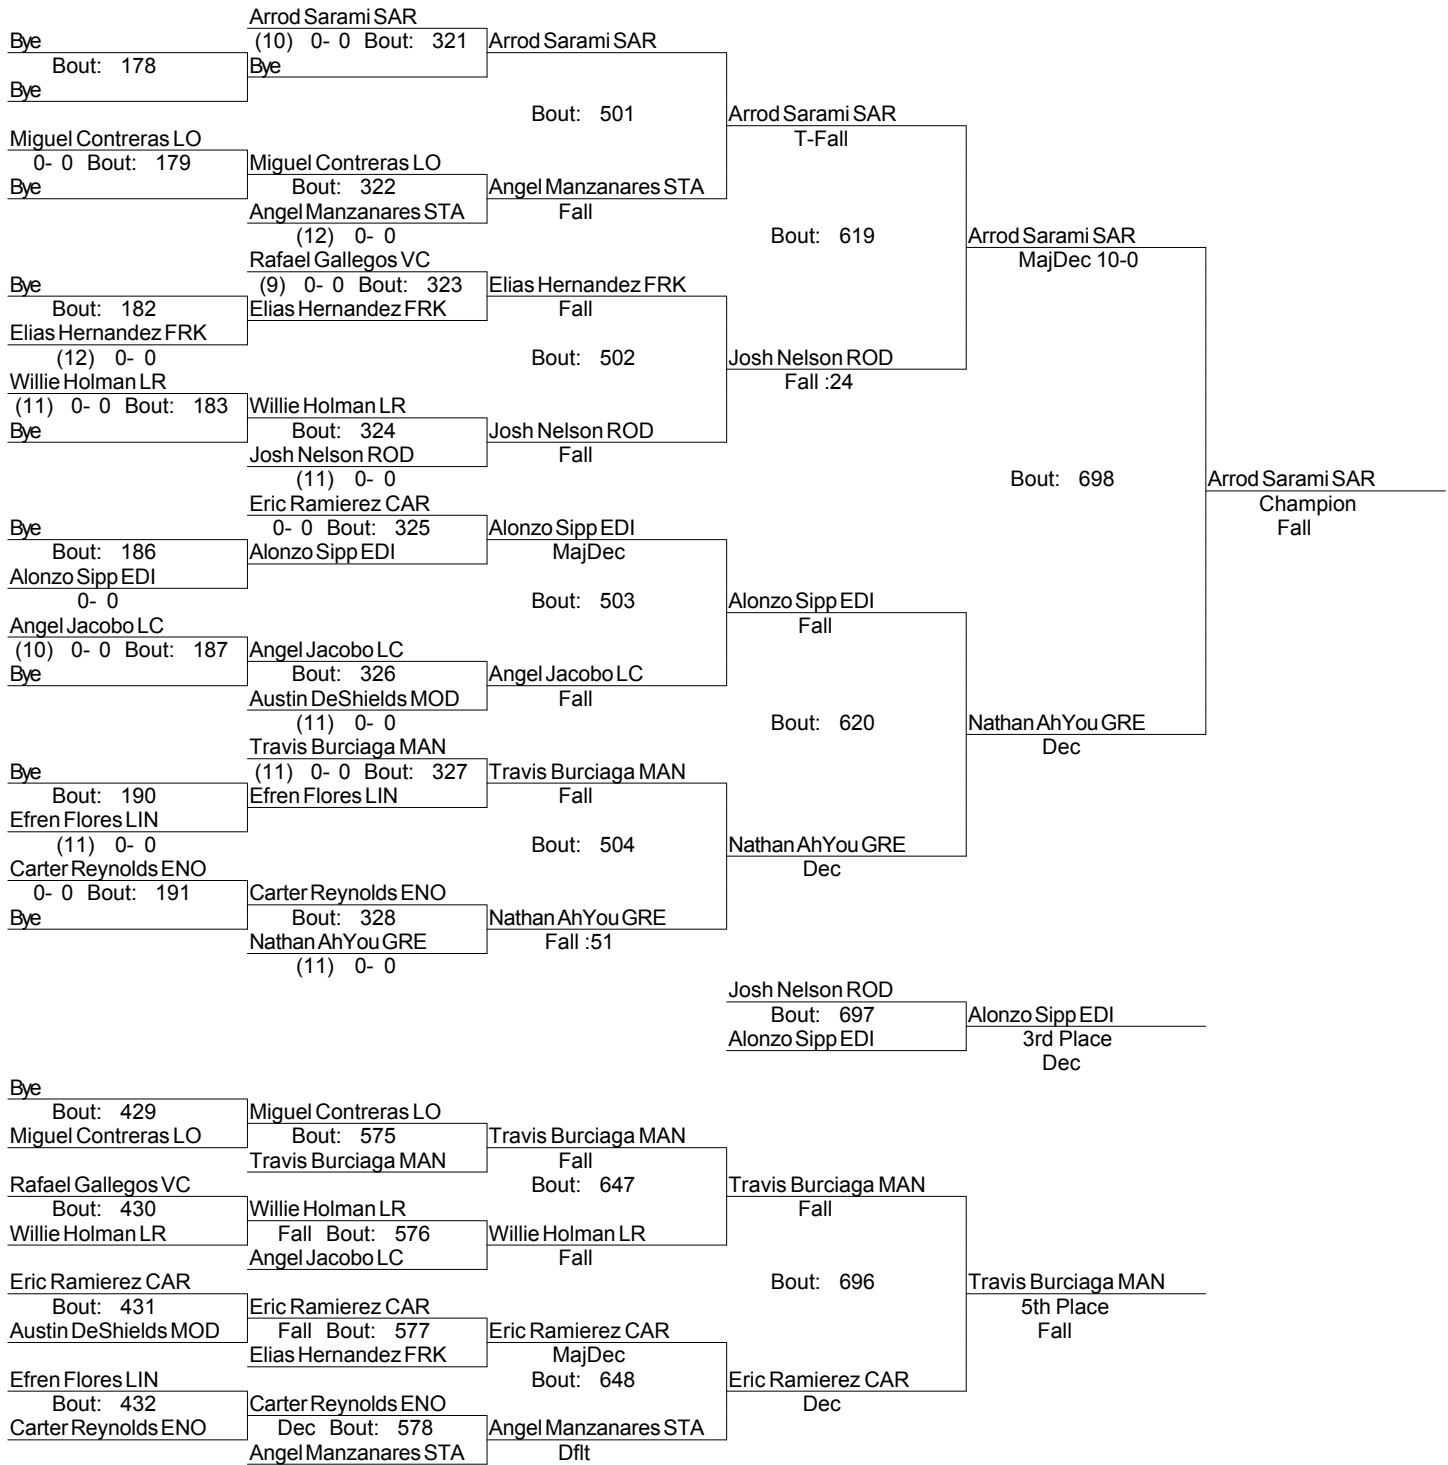 Arrod Sarami SAR
Bye (10) 0- 0 Bout: 321 Arrod Sarami SAR
Bout: 178 Bye
Bye
Bout: 501 Arrod Sarami SAR
Miguel Contreras LO T-Fall
0- 0 Bout: 179 Miguel Contreras LO
Bye Bout: 322 Angel Manzanares STA
Angel Manzanares STA Fall
(12) 0- 0 Bout: 619 Arrod Sarami SAR
Rafael Gallegos VC MajDec 10-0
Bye (9) 0- 0 Bout: 323 Elias Hernandez FRK
Bout: 182 Elias Hernandez FRK Fall
Elias Hernandez FRK
(12) 0- 0 Bout: 502 Josh Nelson ROD
Willie Holman LR Fall :24
(11) 0- 0 Bout: 183 Willie Holman LR
Bye Bout: 324 Josh Nelson ROD
Josh Nelson ROD Fall
(11) 0- 0 Bout: 698 Arrod Sarami SAR
Eric Ramierez CAR Champion
Bye 0- 0 Bout: 325 Alonzo Sipp EDI Fall
Bout: 186 Alonzo Sipp EDI MajDec
Alonzo Sipp EDI
0- 0 Bout: 503 Alonzo Sipp EDI
Angel Jacobo LC Fall
(10) 0- 0 Bout: 187 Angel Jacobo LC
Bye Bout: 326 Angel Jacobo LC
Austin DeShields MOD Fall
(11) 0- 0 Bout: 620 Nathan AhYou GRE
Travis Burciaga MAN Dec
Bye (11) 0- 0 Bout: 327 Travis Burciaga MAN
Bout: 190 Efren Flores LIN Fall
Efren Flores LIN
(11) 0- 0 Bout: 504 Nathan AhYou GRE
Carter Reynolds ENO Dec
0- 0 Bout: 191 Carter Reynolds ENO
Bye Bout: 328 Nathan AhYou GRE
Nathan AhYou GRE Fall :51
(11) 0- 0
Josh Nelson ROD
Bout: 697 Alonzo Sipp EDI
Alonzo Sipp EDI 3rd Place
Dec
Bye
Bout: 429 Miguel Contreras LO
Miguel Contreras LO Bout: 575 Travis Burciaga MAN
Travis Burciaga MAN Fall
Rafael Gallegos VC Bout: 647 Travis Burciaga MAN
Bout: 430 Willie Holman LR Fall
Willie Holman LR Fall Bout: 576 Willie Holman LR
Angel Jacobo LC Fall
Eric Ramierez CAR Bout: 696 Travis Burciaga MAN
Bout: 431 Eric Ramierez CAR 5th Place
Austin DeShields MOD Fall Bout: 577 Eric Ramierez CAR Fall
Elias Hernandez FRK MajDec
Efren Flores LIN Bout: 648 Eric Ramierez CAR
Bout: 432 Carter Reynolds ENO Dec
Carter Reynolds ENO Dec Bout: 578 Angel Manzanares STA
Angel Manzanares STA Dflt